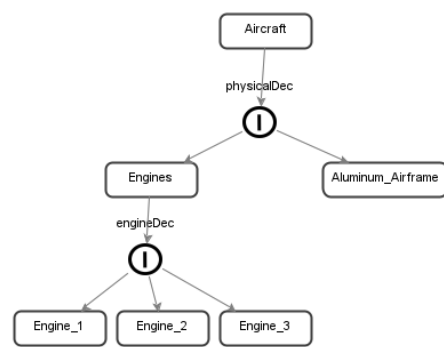 Aircraft
physicalDec
Engines
Aluminum_Airframe
engineDec
Engine_1
Engine_2
Engine_3